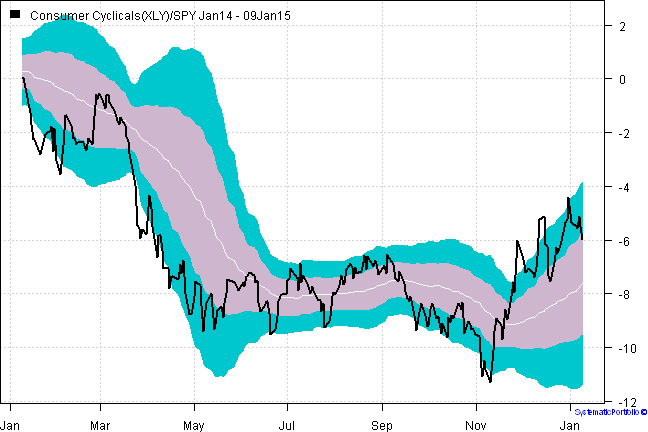 Consumer Cyclicals(XLY)/SPY Jan14 - 09Jan15
2
0
-2
-4
-6
-8
-10
-12
SystematicPortfolio ©
Jan Mar May Jul Sep Nov Jan